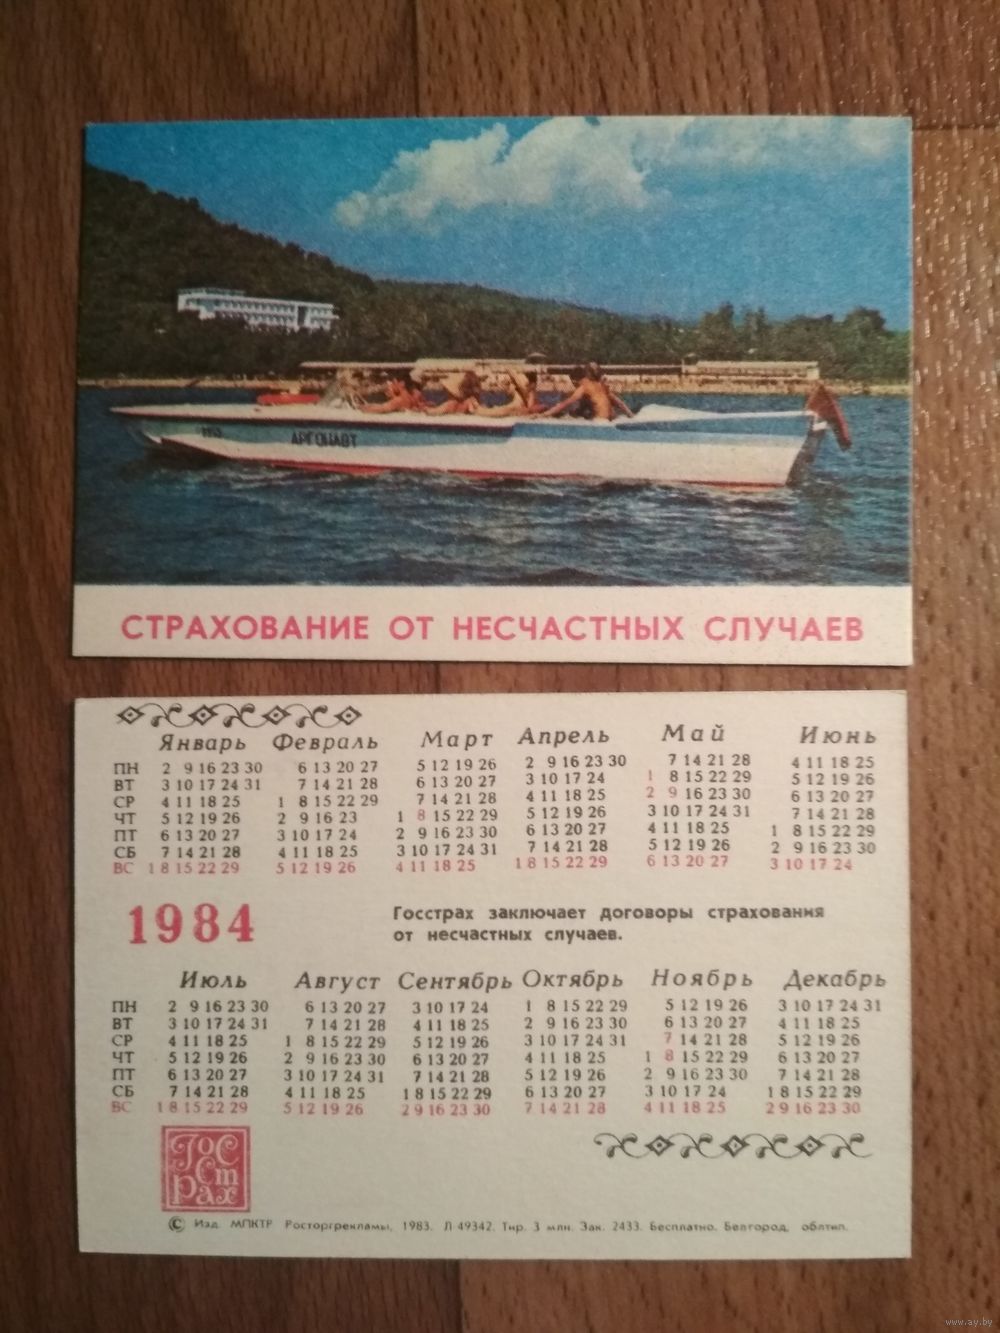 АРГОНАВТ
СТРАХОВАНИЕ ОТ НЕСЧАСТНЫХ СЛУЧАЕВ
Январь Февраль Март Апрель Май Июнь
ПН 2 9 16 23 30 6 13 20 27 5 12 19 26 2 9 16 23 30 7 14 21 28 4 11 18 25
ВТ 3 10 17 24 31 7 14 21 28 6 13 20 27 3 10 17 24 1 8 15 22 29 5 12 19 26
СР 4 11 18 25 1 8 15 22 29 7 14 21 28 4 11 18 25 2 9 16 23 30 6 13 20 27
ЧТ 5 12 19 26 2 9 16 23 1 8 15 22 29 5 12 19 26 3 10 17 24 31 7 14 21 28
ПТ 6 13 20 27 3 10 17 24 2 9 16 23 30 6 13 20 27 4 11 18 25 1 8 15 22 29
СБ 7 14 21 28 4 11 18 25 3 10 17 24 31 7 14 21 28 5 12 19 26 2 9 16 23 30
ВС 1 8 15 22 29 5 12 19 26 4 11 18 25 1 8 15 22 29 6 13 20 27 3 10 17 24
1984
Госстрах заключает договоры страхования
от несчастных случаев.
Июль Август Сентябрь Октябрь Ноябрь Декабрь
ПН 2 9 16 23 30 6 13 20 27 3 10 17 24 1 8 15 22 29 5 12 19 26 3 10 17 24 31
ВТ 3 10 17 24 31 7 14 21 28 4 11 18 25 2 9 16 23 30 6 13 20 27 4 11 18 25
СР 4 11 18 25 1 8 15 22 29 5 12 19 26 3 10 17 24 31 7 14 21 28 5 12 19 26
ЧТ 5 12 19 26 2 9 16 23 30 6 13 20 27 4 11 18 25 1 8 15 22 29 6 13 20 27
ПТ 6 13 20 27 3 10 17 24 31 7 14 21 28 5 12 19 26 2 9 16 23 30 7 14 21 28
СБ 7 14 21 28 4 11 18 25 1 8 15 22 29 6 13 20 27 3 10 17 24 1 8 15 22 29
ВС 1 8 15 22 29 5 12 19 26 2 9 16 23 30 7 14 21 28 4 11 18 25 2 9 16 23 30
Гос
Ст
рах
© Изд. МПКТР Росторгрекламы, 1983. Л 49342. Тир. 3 млн. Зак. 2433. Бесплатно. Белгород. облтип.
www.ay.by